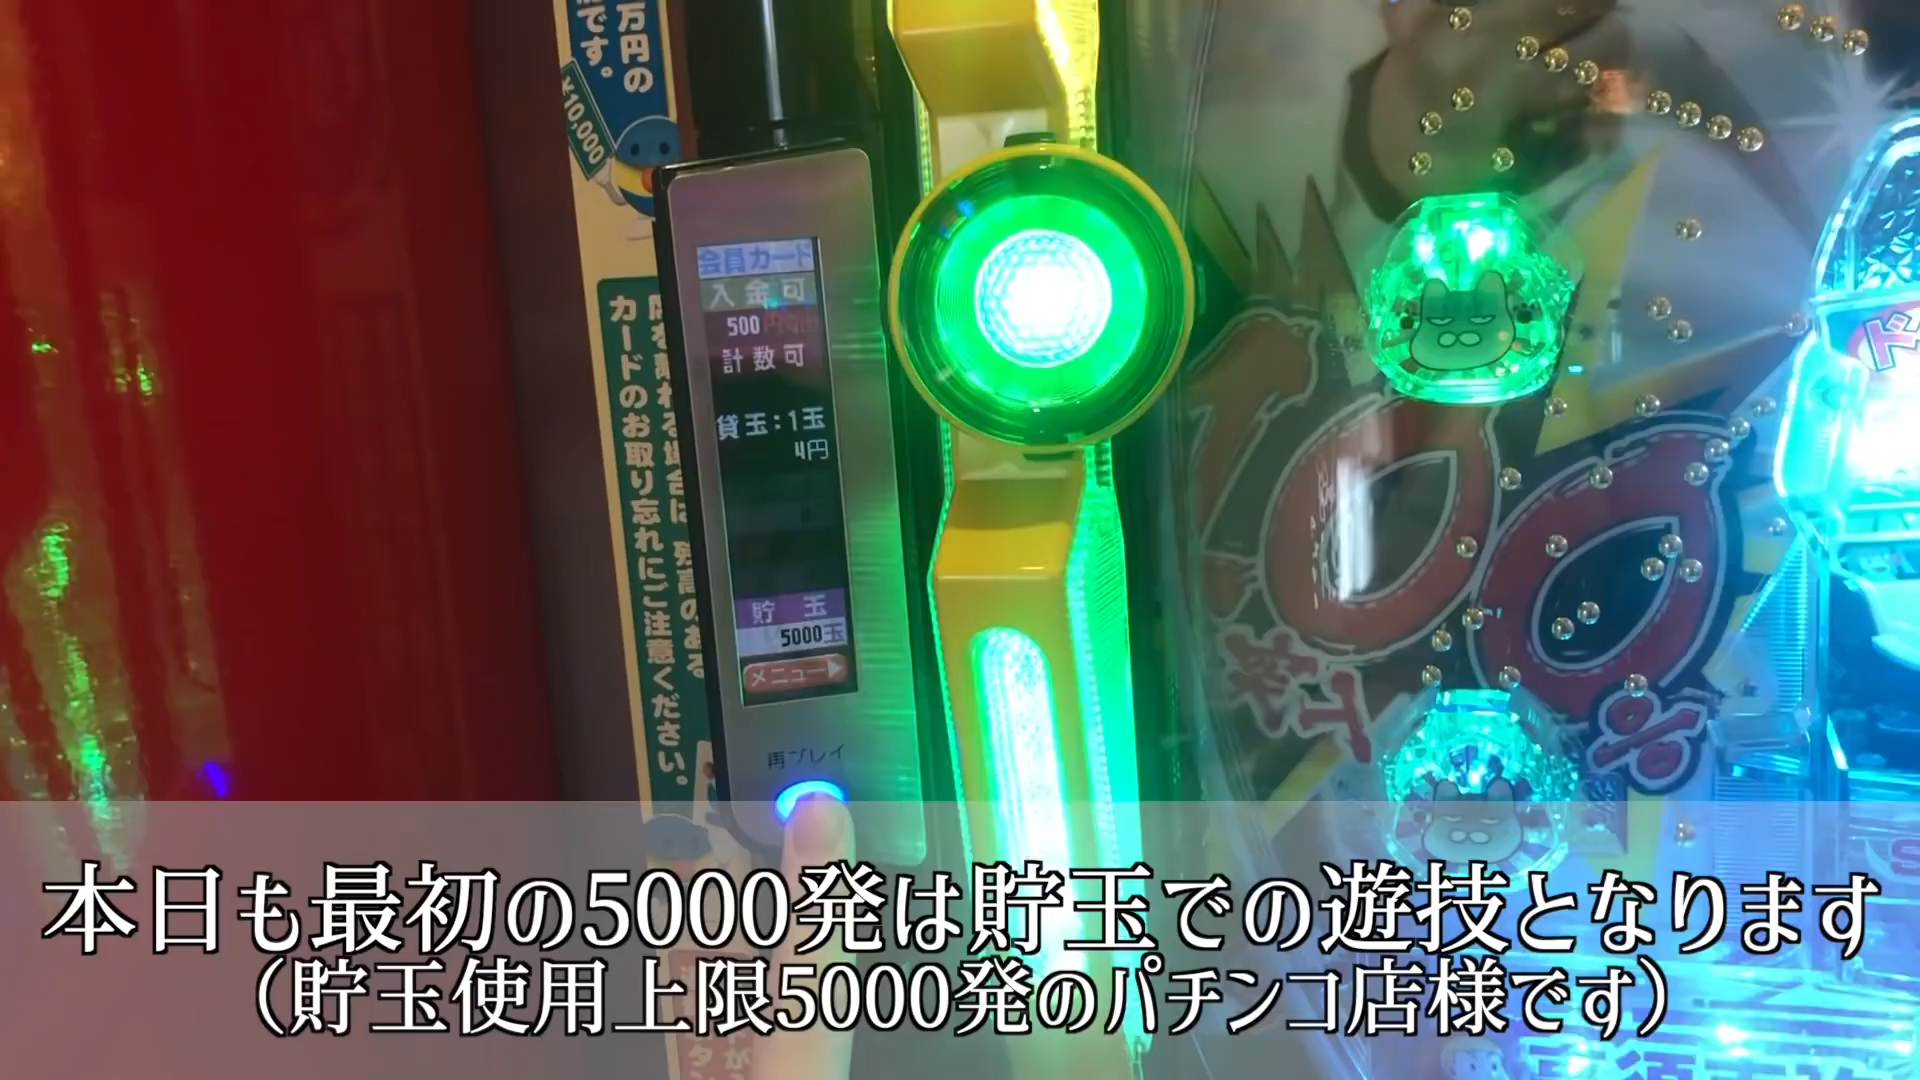 万円の
です。
¥10,000
カードのお取り忘れにご注意ください。
会員カード
入金可
500
計数可
貸玉:1玉
4円
貯 玉
5000玉
メニュー▶
再プレイ
100
%
ド
本日も最初の5000発は貯玉での遊技となります
（貯玉使用上限5000発のパチンコ店様です）